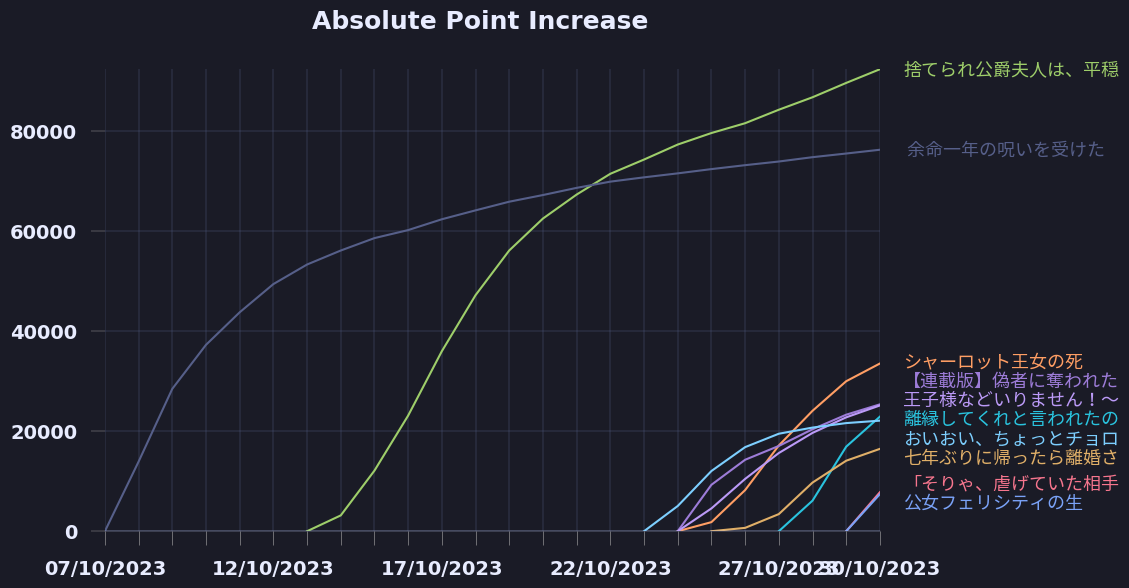 Absolute Point Increase
捨てられ公爵夫人は、平穏
80000
余命一年の呪いを受けた
60000
40000
シャーロット王女の死
【連載版】偽者に奪われた
王子様などいりません！～
離縁してくれと言われたの
20000
おいおい、ちょっとチョロ
七年ぶりに帰ったら離婚さ
「そりゃ、虐げていた相手
公女フェリシティの生
0
07/10/2023 12/10/2023 17/10/2023 22/10/2023 27/10/2023 30/10/2023